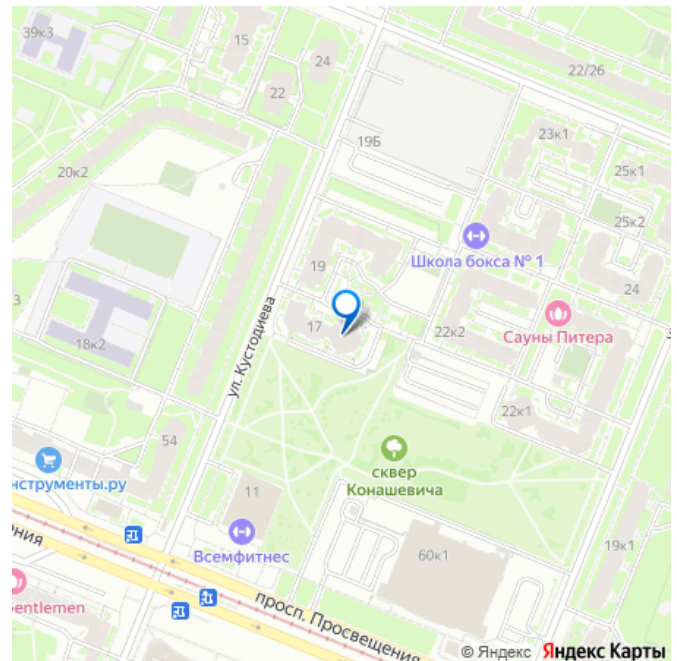 39к3
15
24
22
22/26
19Б
23к1
25к1
20к2
25к2
Школа бокса № 1
19
24
ул. Кустодиева
17
22к2
Сауны Питера
18к2
22к1
54
сквер
Конашевича
нструменты.ру
11
Всемфитнес
60к1
19к1
ения
entlemen
просп. Просвещения
© Яндекс Яндекс Карты